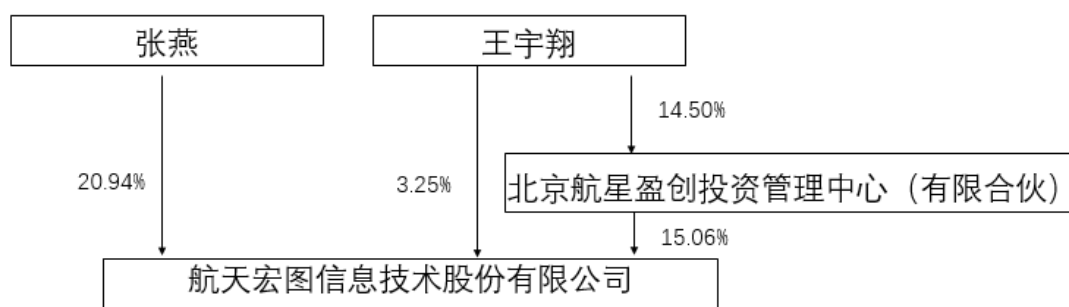 张燕
王宇翔
14.50%
20.94%
3.25%
北京航星盈创投资管理中心（有限合伙）
15.06%
航天宏图信息技术股份有限公司